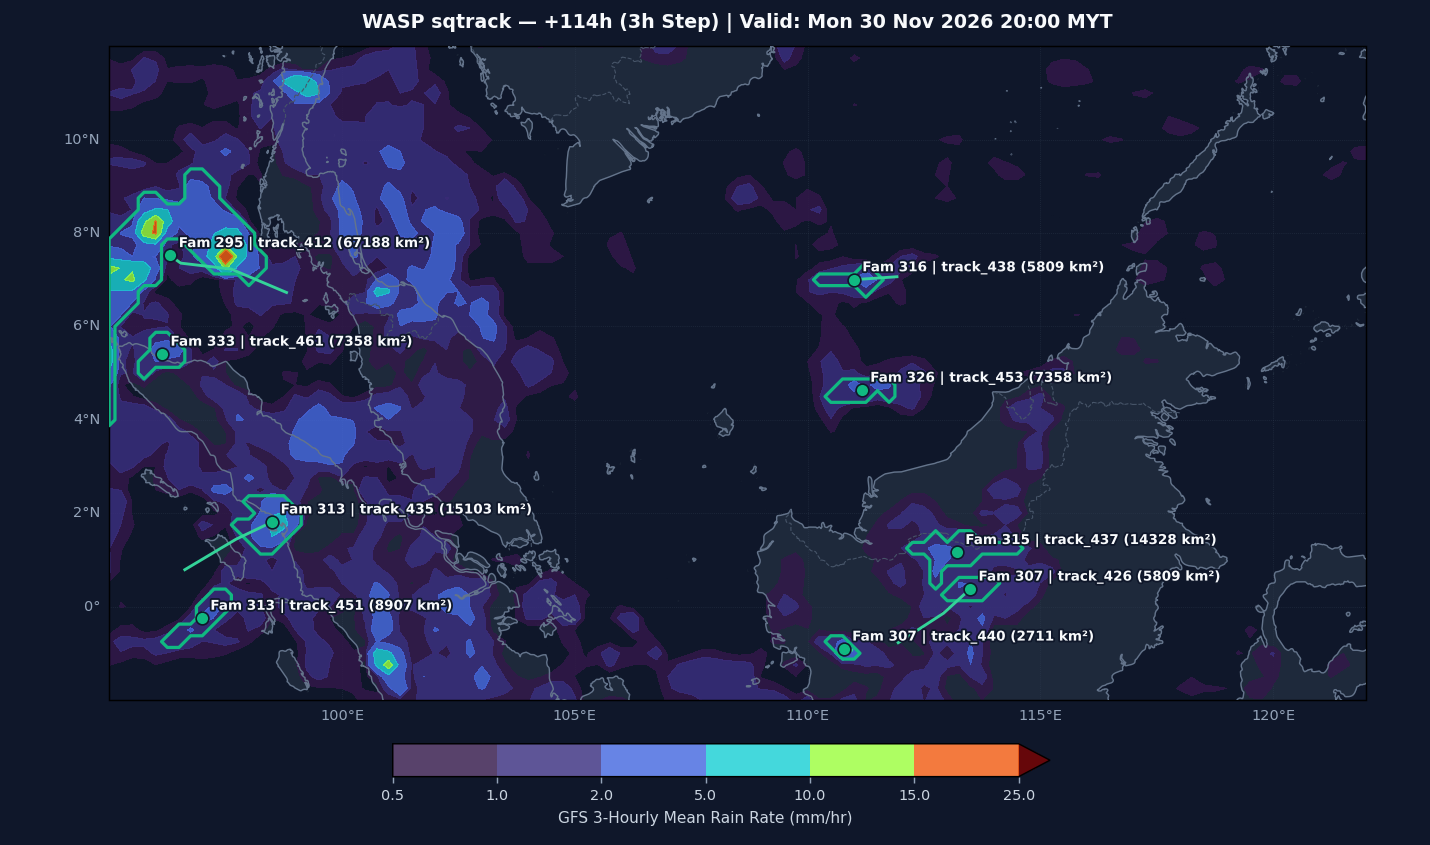 WASP sqtrack — +114h (3h Step) | Valid: Mon 30 Nov 2026 20:00 MYT
10°N
8°N
6°N
4°N
2°N
0°
Fam 295 | track_412 (67188 km²)
Fam 316 | track_438 (5809 km²)
Fam 333 | track_461 (7358 km²)
Fam 326 | track_453 (7358 km²)
Fam 313 | track_435 (15103 km²)
Fam 315 | track_437 (14328 km²)
Fam 307 | track_426 (5809 km²)
Fam 313 | track_451 (8907 km²)
Fam 307 | track_440 (2711 km²)
100°E 105°E 110°E 115°E 120°E
0.5 1.0 2.0 5.0 10.0 15.0 25.0
GFS 3-Hourly Mean Rain Rate (mm/hr)